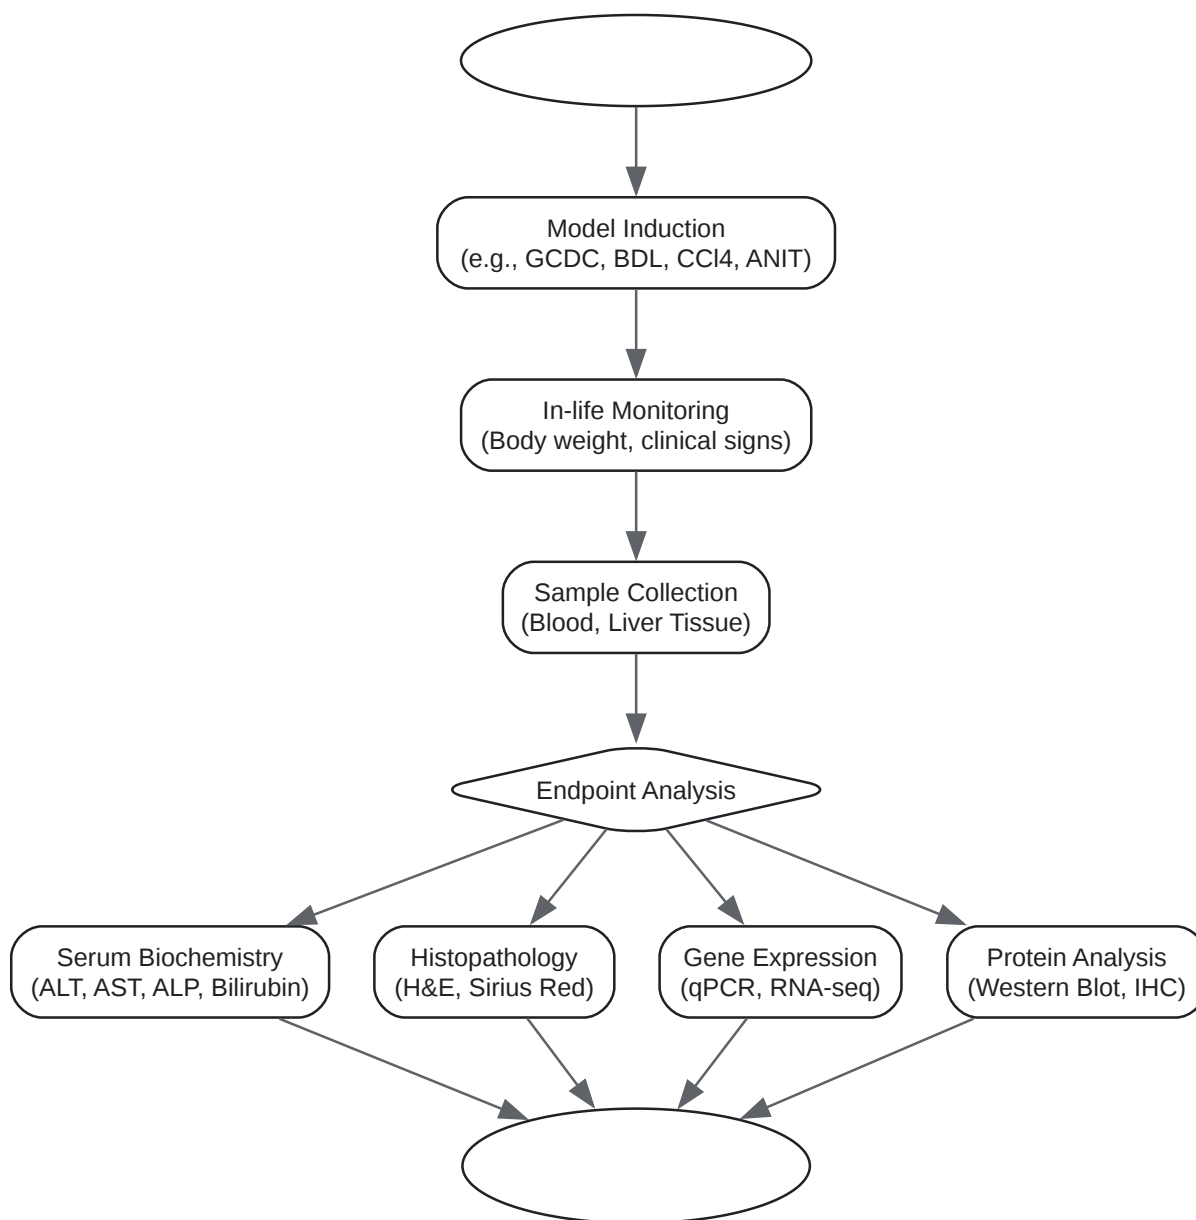 Model Induction
(e.g., GCDC, BDL, CCl4, ANIT)
In-life Monitoring
(Body weight, clinical signs)
Sample Collection
(Blood, Liver Tissue)
Endpoint Analysis
Serum Biochemistry
(ALT, AST, ALP, Bilirubin)
Histopathology
(H&E, Sirius Red)
Gene Expression
(qPCR, RNA-seq)
Protein Analysis
(Western Blot, IHC)